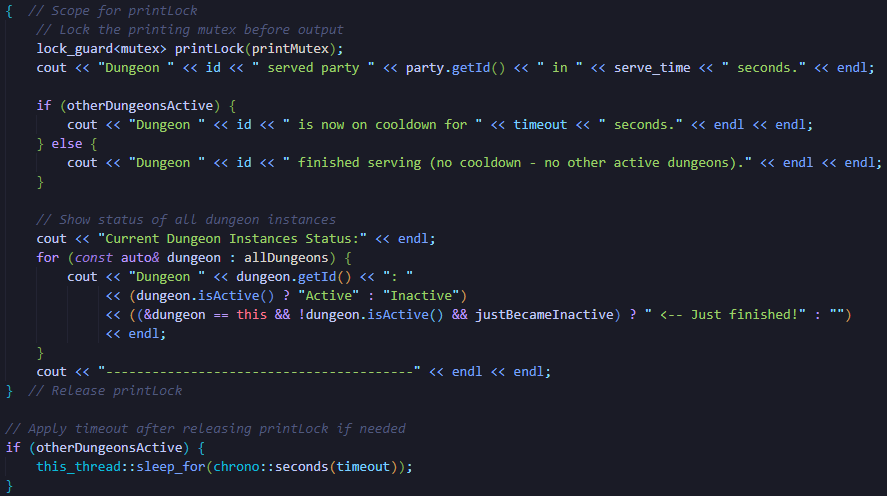 {  // Scope for printLock
    // Lock the printing mutex before output
    lock_guard<mutex> printLock(printMutex);
    cout << "Dungeon " << id << " served party " << party.getId() << " in " << serve_time << " seconds." << endl;

    if (otherDungeonsActive) {
        cout << "Dungeon " << id << " is now on cooldown for " << timeout << " seconds." << endl << endl;
    } else {
        cout << "Dungeon " << id << " finished serving (no cooldown - no other active dungeons)." << endl << endl;
    }

    // Show status of all dungeon instances
    cout << "Current Dungeon Instances Status:" << endl;
    for (const auto& dungeon : allDungeons) {
        cout << "Dungeon " << dungeon.getId() << ": "
             << (dungeon.isActive() ? "Active" : "Inactive")
             << ((&dungeon == this && !dungeon.isActive() && justBecameInactive) ? " <-- Just finished!" : "")
             << endl;
    }
    cout << "----------------------------------------" << endl << endl;
}  // Release printLock

// Apply timeout after releasing printLock if needed
if (otherDungeonsActive) {
    this_thread::sleep_for(chrono::seconds(timeout));
}